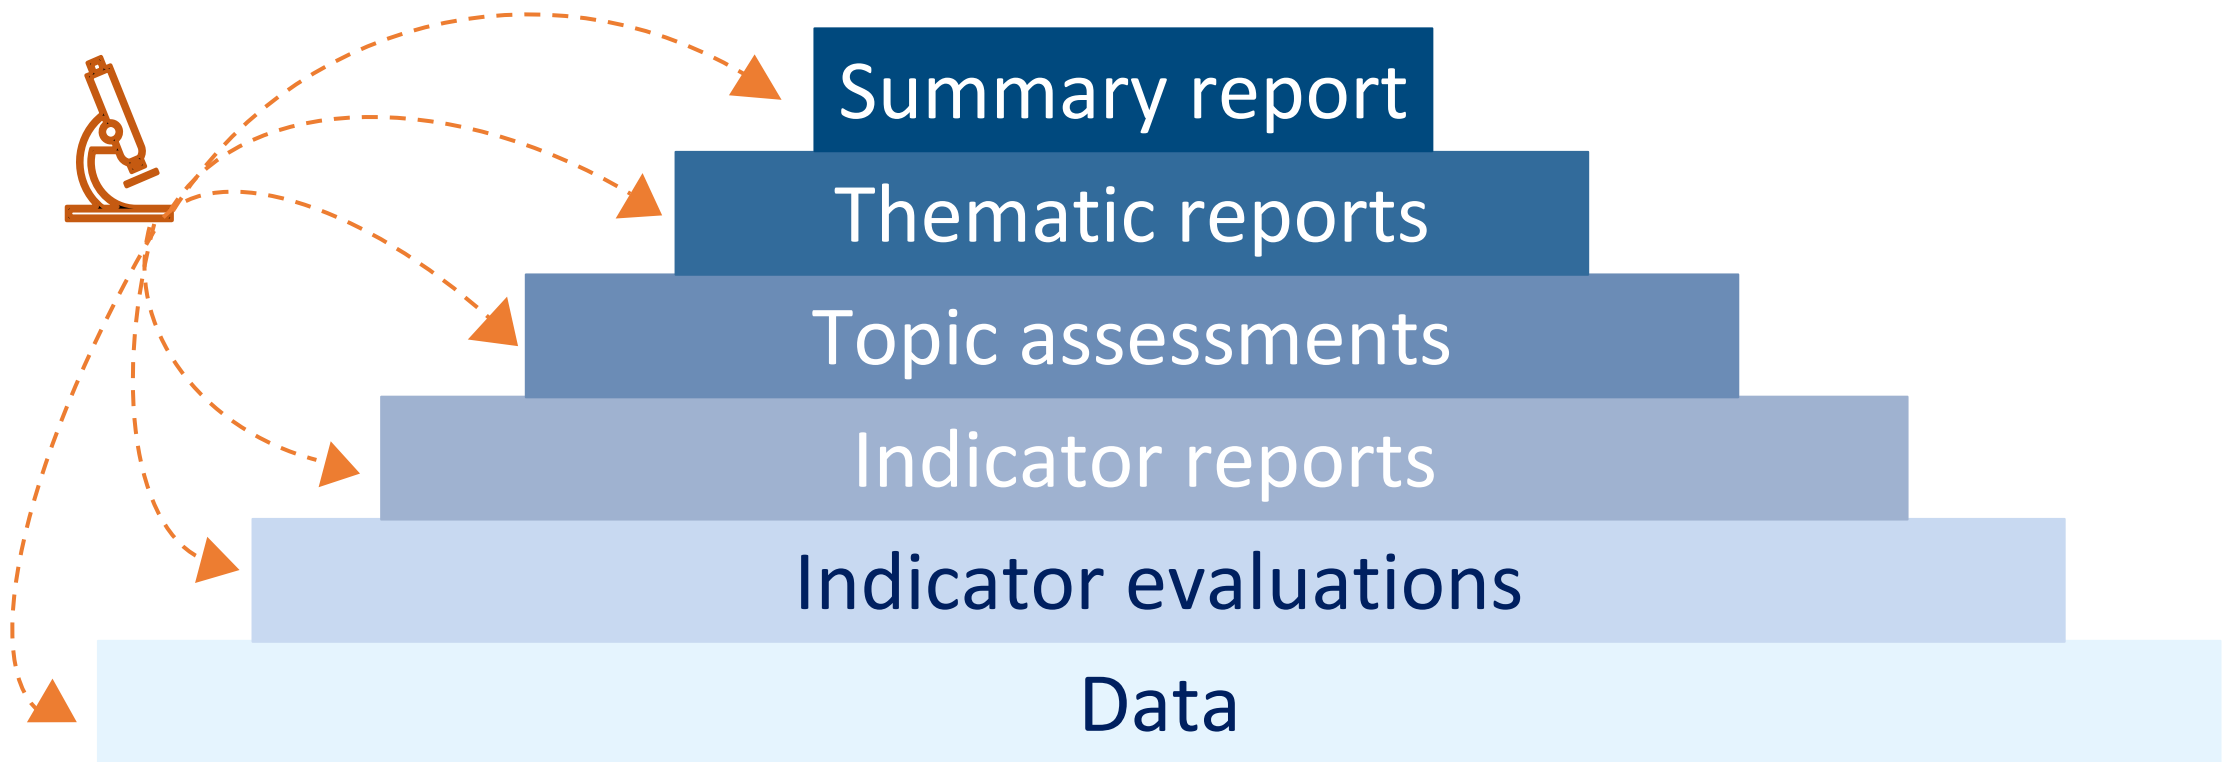 Summary report
Thematic reports
Topic assessments
Indicator reports
Indicator evaluations
Data